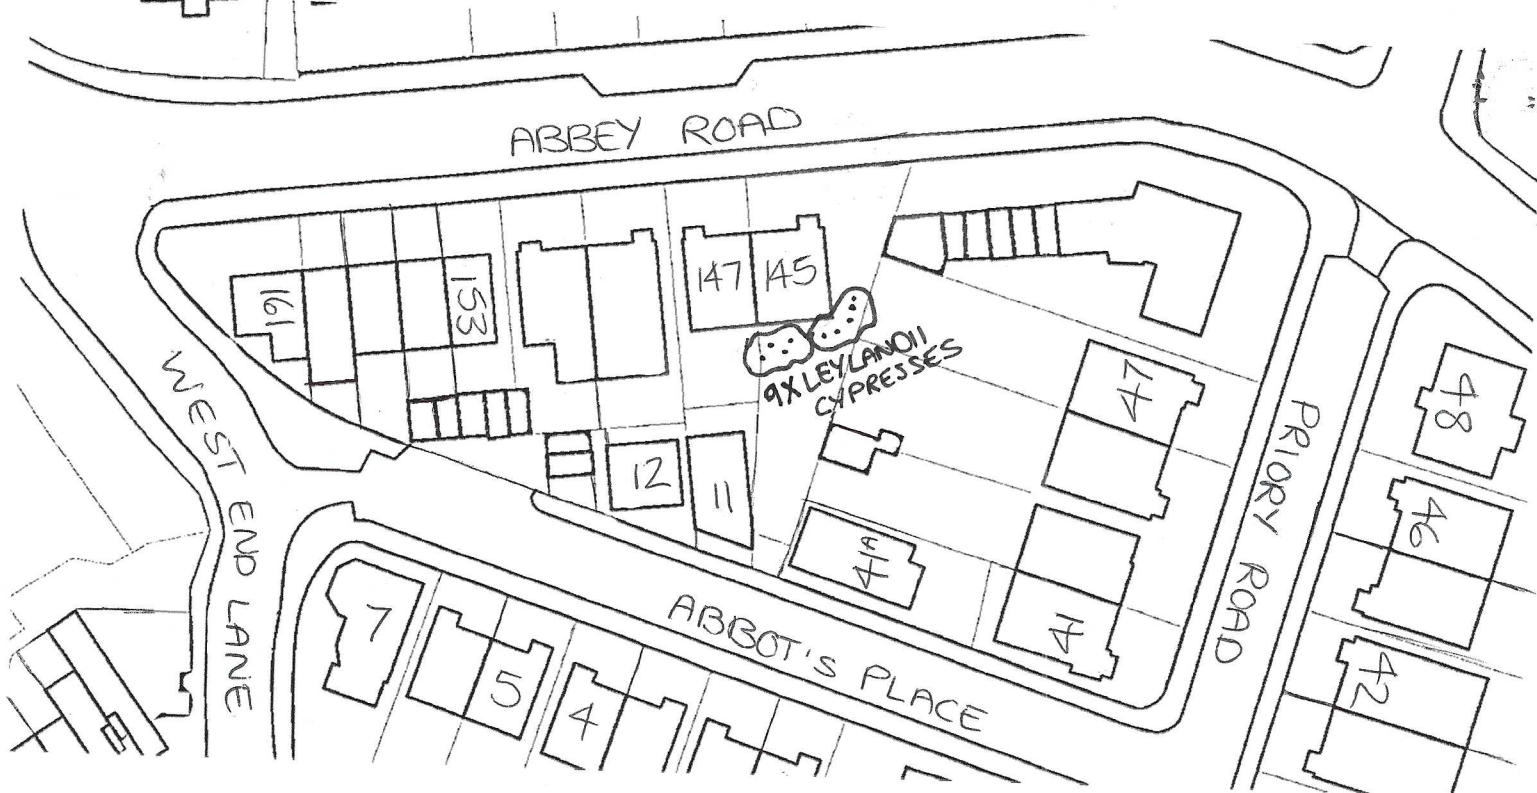 ABBEY ROAD
161
153
147
145
9X LEYLANDII
CYPRESSES
47
48
WEST END LANE
12
11
PRIORY ROAD
46
41A
41
42
7
5
4
ABBOT'S PLACE